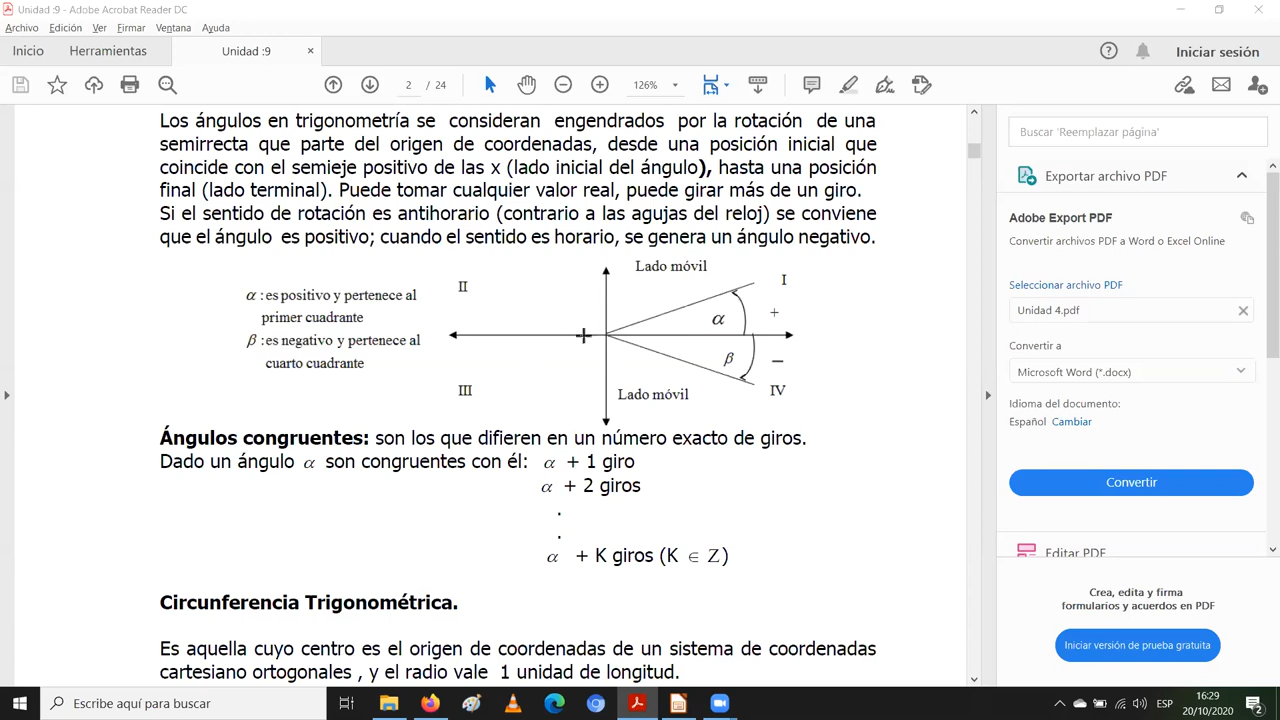 Unidad :9 - Adobe Acrobat Reader DC
Archivo Edición Ver Firmar Ventana Ayuda
Inicio Herramientas Unidad :9 × Iniciar sesión
2 / 24 126%
Los ángulos en trigonometría se consideran engendrados por la rotación de una
semirrecta que parte del origen de coordenadas, desde una posición inicial que
coincide con el semieje positivo de las x (lado inicial del ángulo), hasta una posición
final (lado terminal). Puede tomar cualquier valor real, puede girar más de un giro.
Si el sentido de rotación es antihorario (contrario a las agujas del reloj) se conviene
que el ángulo es positivo; cuando el sentido es horario, se genera un ángulo negativo.
α : es positivo y pertenece al
primer cuadrante
β : es negativo y pertenece al
cuarto cuadrante
Lado móvil
II
I
α
+
β
−
III
Lado móvil
IV
Ángulos congruentes: son los que difieren en un número exacto de giros.
Dado un ángulo α son congruentes con él: α + 1 giro
α + 2 giros
.
.
α + K giros (K ∈ Z)
Circunferencia Trigonométrica.
Es aquella cuyo centro es el origen de coordenadas de un sistema de coordenadas
cartesiano ortogonales , y el radio vale 1 unidad de longitud.
Buscar 'Reemplazar página'
Exportar archivo PDF
Adobe Export PDF
Convertir archivos PDF a Word o Excel Online
Seleccionar archivo PDF
Unidad 4.pdf
Convertir a
Microsoft Word (*.docx)
Idioma del documento:
Español Cambiar
Convertir
Editar PDF
Crea, edita y firma
formularios y acuerdos en PDF
Iniciar versión de prueba gratuita
Escribe aquí para buscar
ESP
16:29
20/10/2020
2